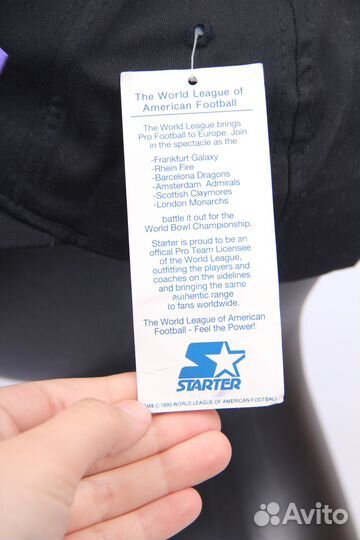 The World League of
American Football
The World League brings
Pro Football to Europe. Join
in the spectacle as the
-Frankfurt Galaxy
-Rhein Fire
-Barcelona Dragons
-Amsterdam Admirals
-Scottish Claymores
-London Monarchs
battle it out for the
World Bowl Championship.
Starter is proud to be an
offical Pro Team Licensee
of the World League,
outfitting the players and
coaches on the sidelines
and bringing the same
authentic range
to fans worldwide.
The World League of American
Football - Feel the Power!
STARTER
TM& © 1995 WORLD LEAGUE OF AMERICAN FOOTBALL
Avito